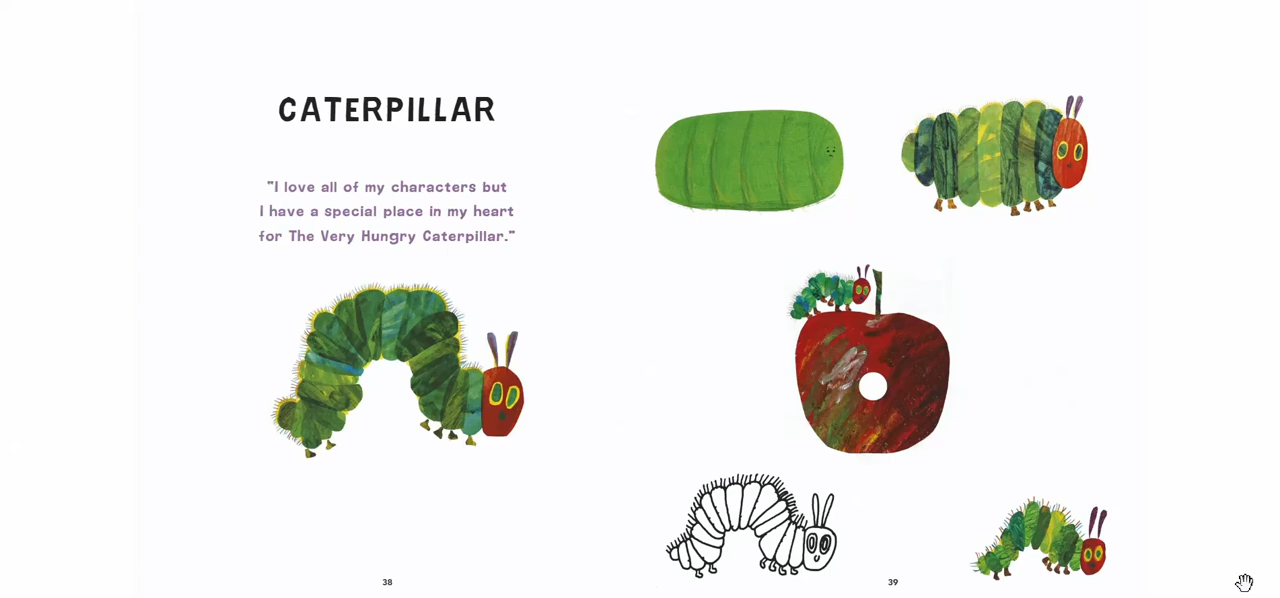 CATERPILLAR
"I love all of my characters but
I have a special place in my heart
for The Very Hungry Caterpillar."
38
39